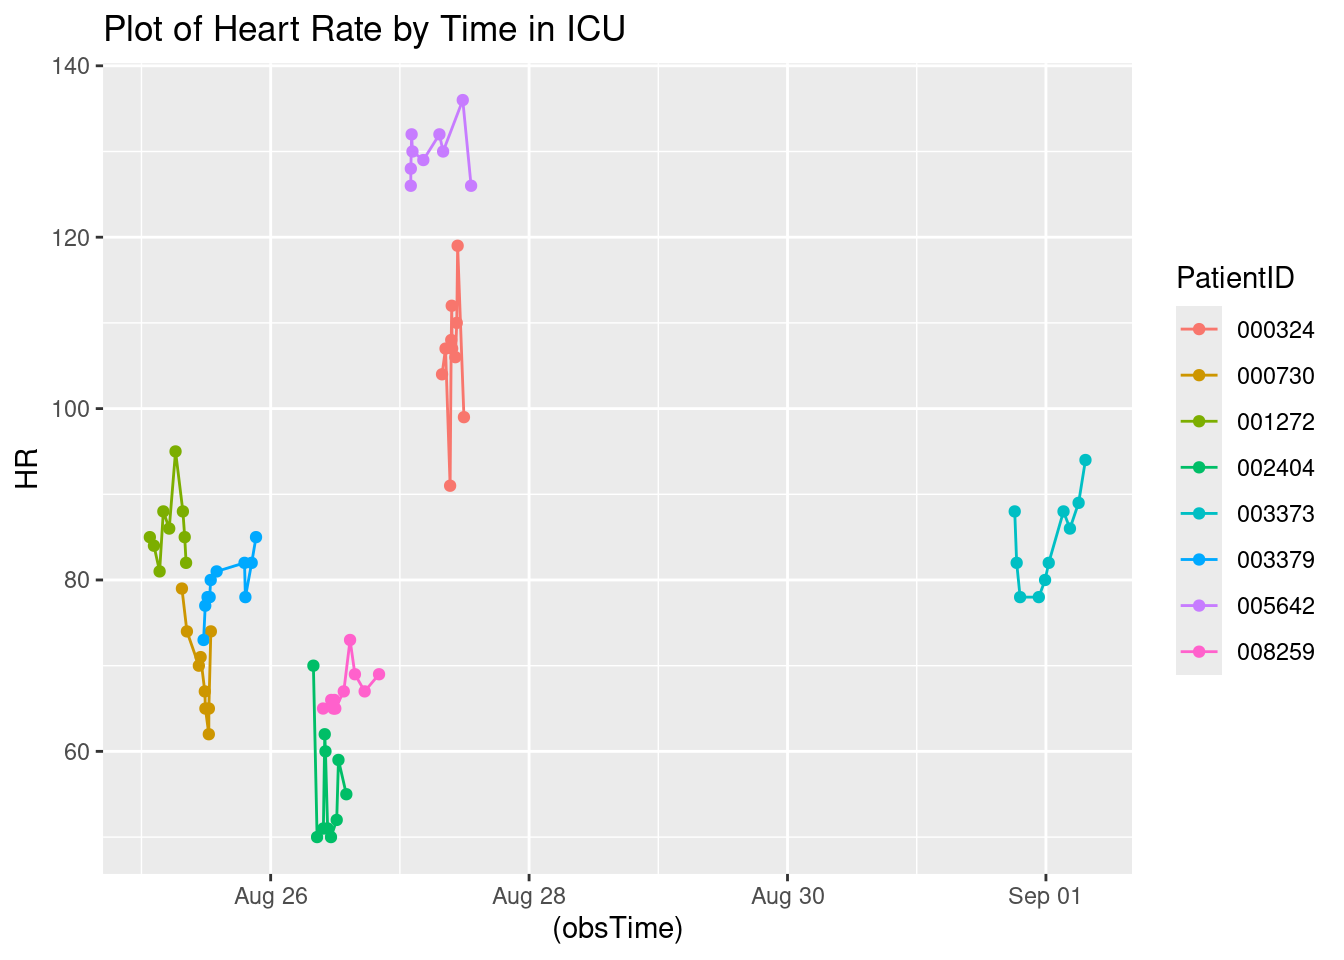 Plot of Heart Rate by Time in ICU
140
120
100
80
60
HR
Aug 26
Aug 28
Aug 30
Sep 01
(obsTime)
PatientID
000324
000730
001272
002404
003373
003379
005642
008259